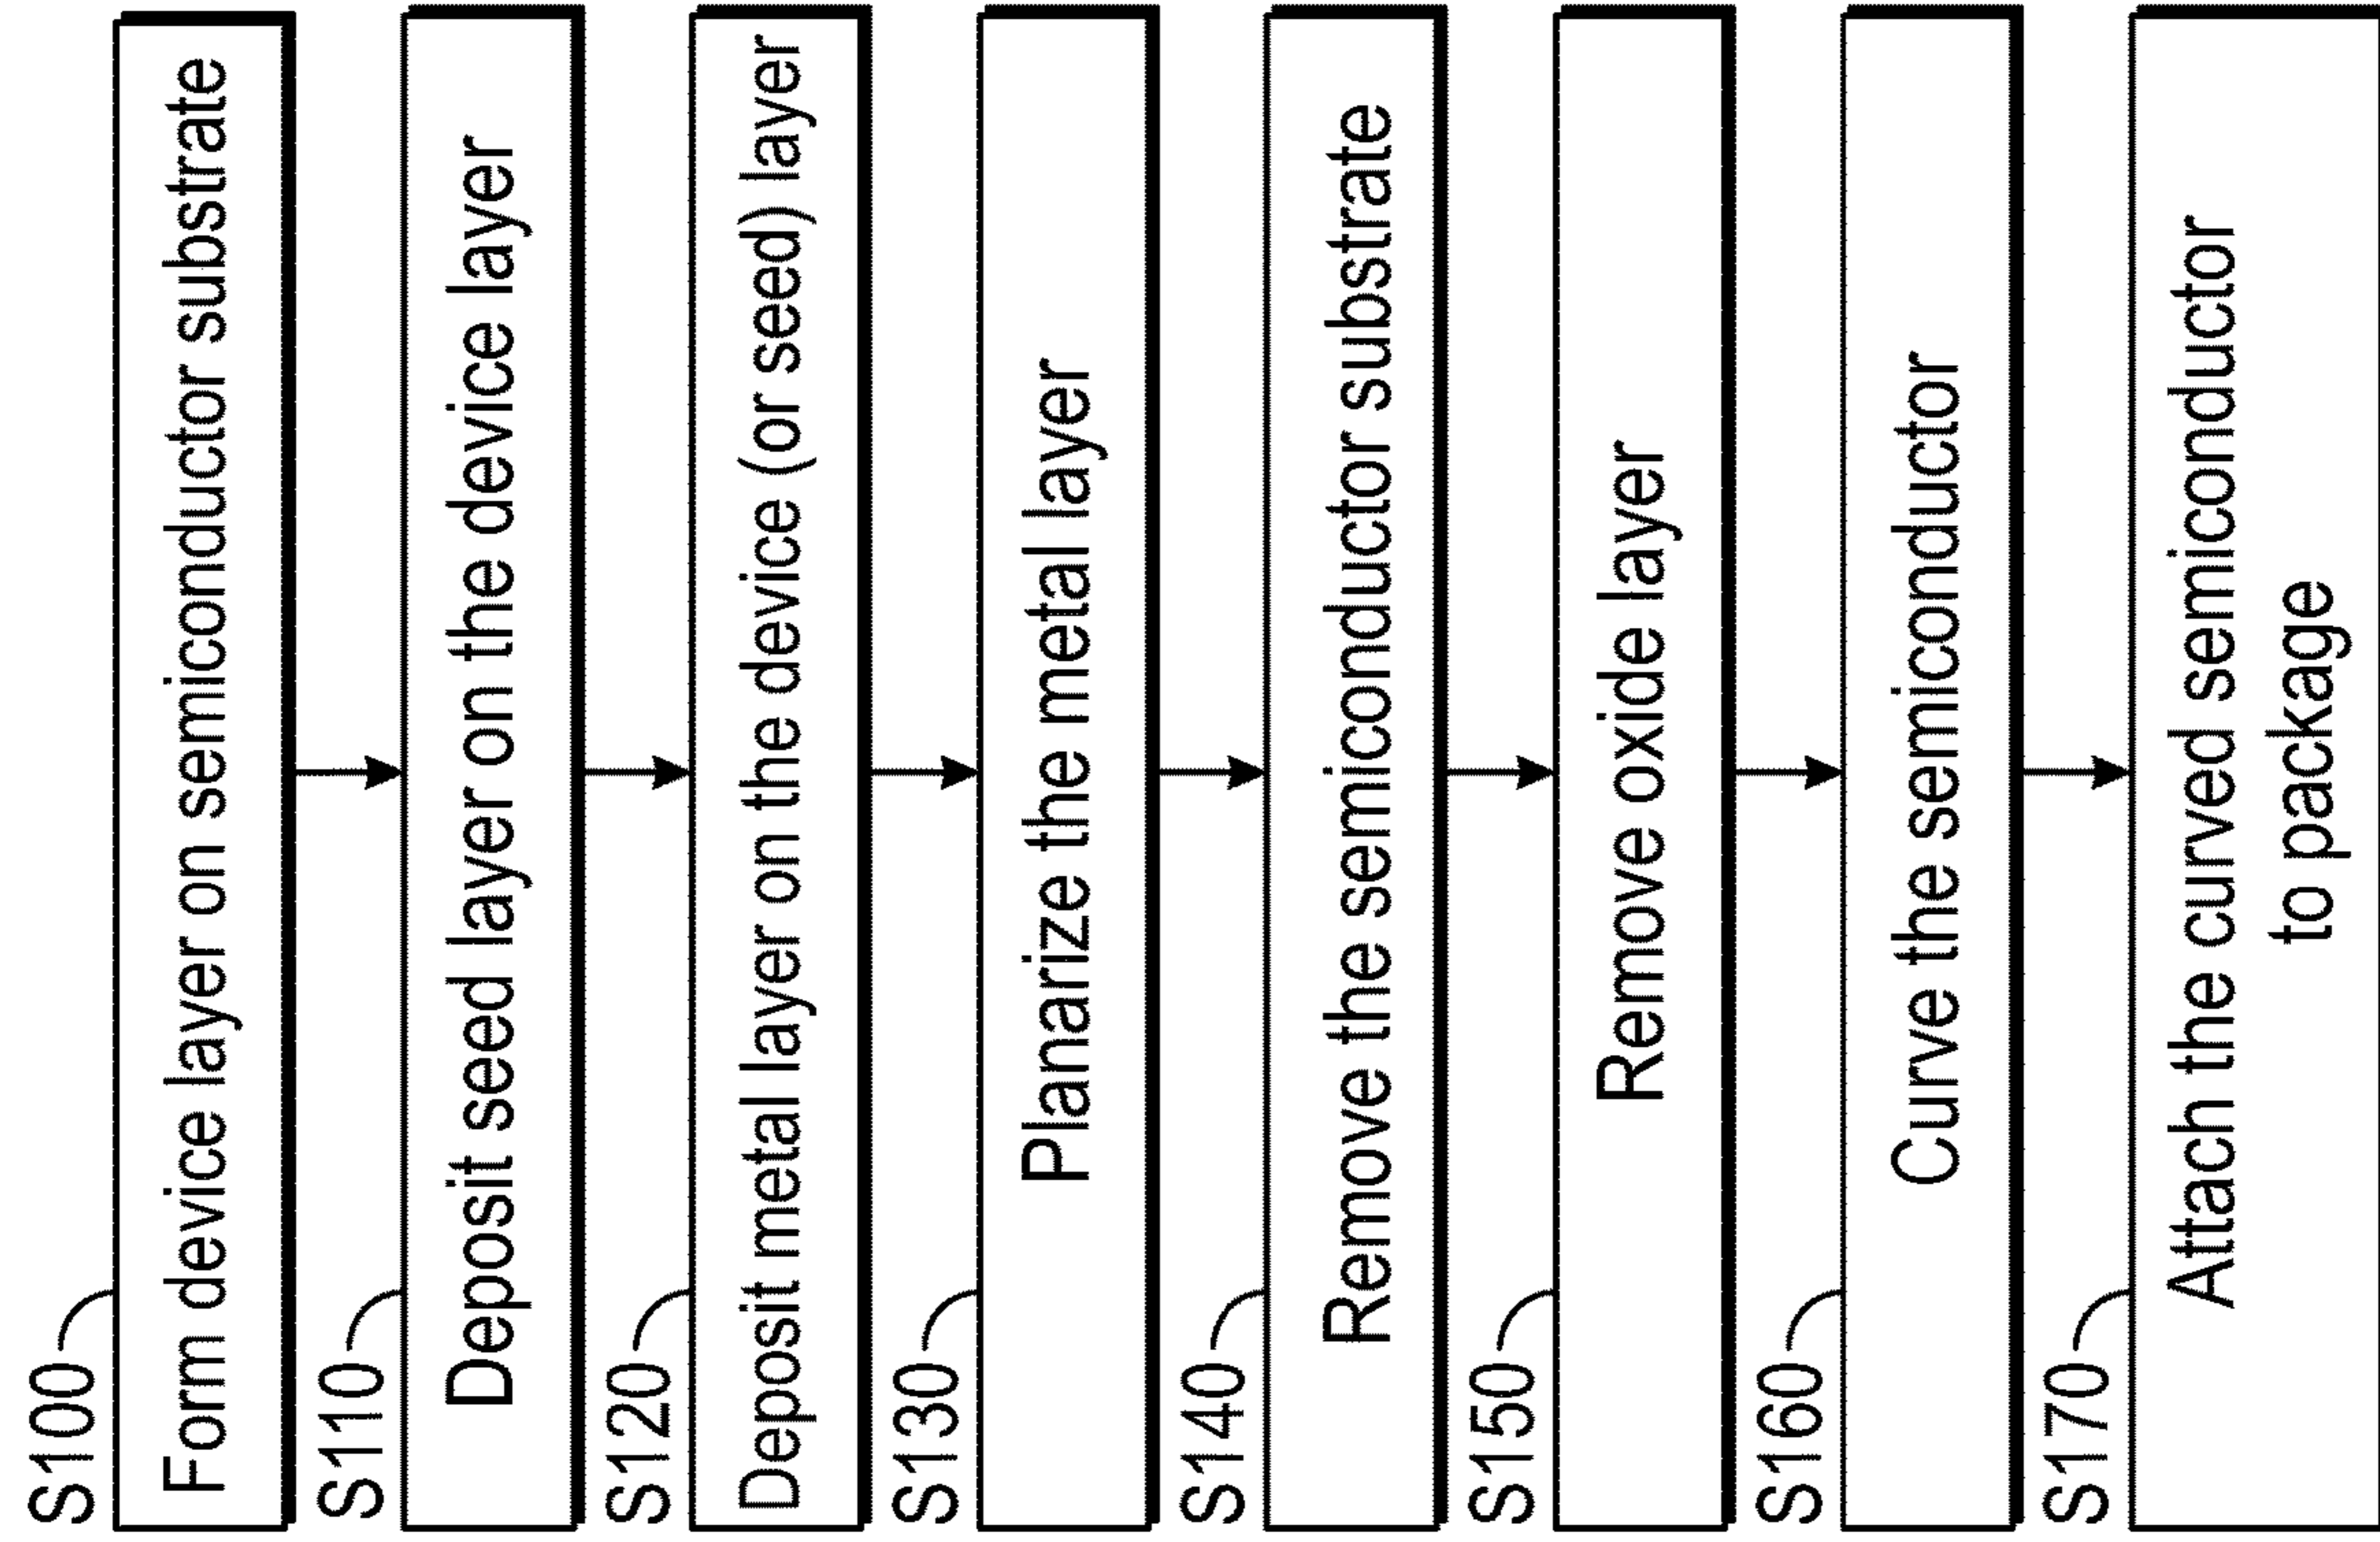 S100
Form device layer on semiconductor substrate
S110
Deposit seed layer on the device layer
S120
Deposit metal layer on the device (or seed) layer
S130
Planarize the metal layer
S140
Remove the semiconductor substrate
S150
Remove oxide layer
S160
Curve the semiconductor
S170
Attach the curved semiconductor
to package